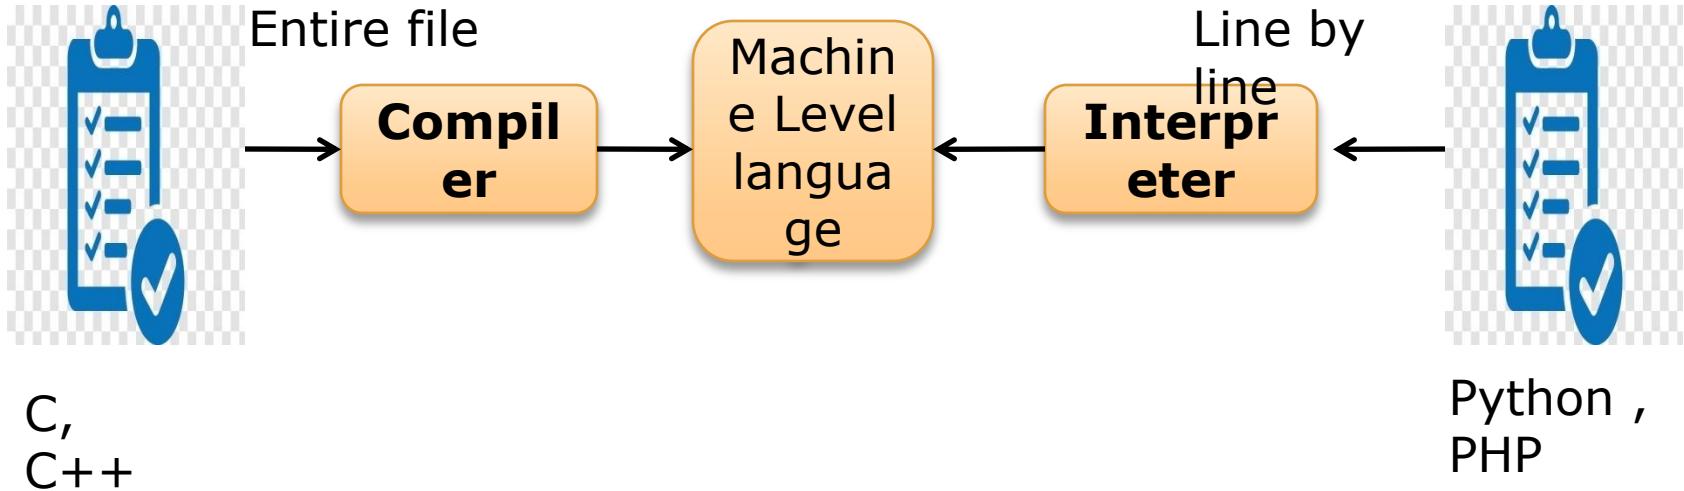 Entire file
Compil
er
Machin
e Level
langua
ge
Line by
line
Interpr
eter
C,
C++
Python ,
PHP